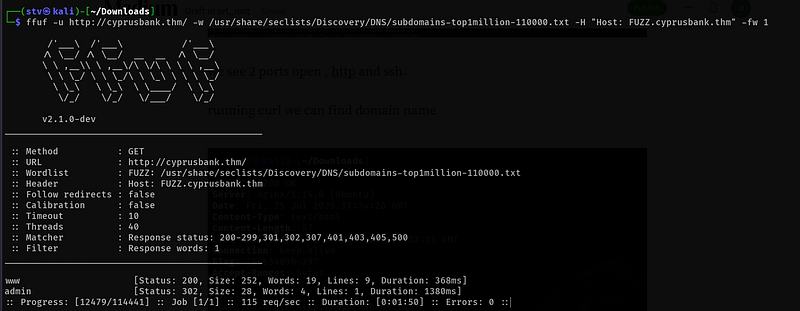 (stv㉿kali)-[~/Downloads]
$ ffuf -u http://cyprusbank.thm/ -w /usr/share/seclists/Discovery/DNS/subdomains-top1million-110000.txt -H "Host: FUZZ.cyprusbank.thm" -fw 1
see 2 ports open , http and ssh.
running curl we can find domain name
v2.1.0-dev
:: Method : GET
:: URL : http://cyprusbank.thm/
:: Wordlist : FUZZ: /usr/share/seclists/Discovery/DNS/subdomains-top1million-110000.txt
:: Header : Host: FUZZ.cyprusbank.thm
:: Follow redirects : false
:: Calibration : false
:: Timeout : 10
:: Threads : 40
:: Matcher : Response status: 200-299,301,302,307,401,403,405,500
:: Filter : Response words: 1
www [Status: 200, Size: 252, Words: 19, Lines: 9, Duration: 368ms]
admin [Status: 302, Size: 28, Words: 4, Lines: 1, Duration: 1380ms]
:: Progress: [12479/114441] :: Job [1/1] :: 115 req/sec :: Duration: [0:01:50] :: Errors: 0 ::